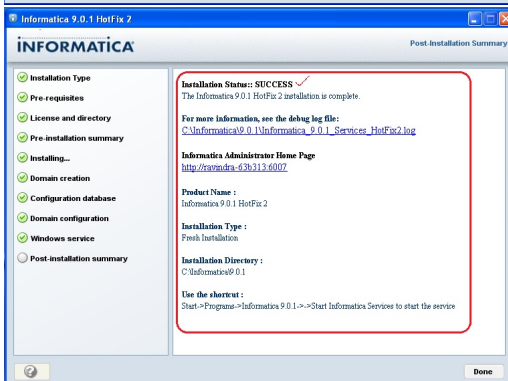 Informatica 9.0.1 HotFix 2
INFORMATICA
Post-Installation Summary
Installation Type
Pre-requisites
License and directory
Pre-installation summary
Installing...
Domain creation
Configuration database
Domain configuration
Windows service
Post-installation summary
Installation Status:: SUCCESS
The Informatica 9.0.1 HotFix 2 installation is complete.
For more information, see the debug log file:
C:\Informatica\9.0.1\Informatica_9.0.1_Services_HotFix2.log
Informatica Administrator Home Page
http://ravindra-63b313:6007
Product Name :
Informatica 9.0.1 HotFix 2
Installation Type :
Fresh Installation
Installation Directory :
C:\Informatica\9.0.1
Use the shortcut :
Start->Programs->Informatica 9.0.1->->Start Informatica Services to start the service
?
Done